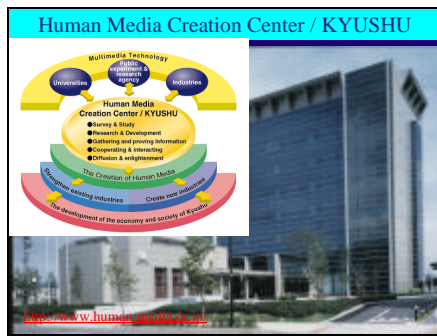 Human Media Creation Center / KYUSHU
Multimedia Technology
Universities
Public
experiment &
research
agency
Industries
Human Media
Creation Center / KYUSHU
●Survey & Study
●Research & Development
●Gathering and proving Information
●Cooperating & interacting
●Diffusion & enlightenment
The Creation of Human Media
Strengthen existing industries
Create new industries
The development of the economy and society of Kyushu
http://www.human-media.or.jp/